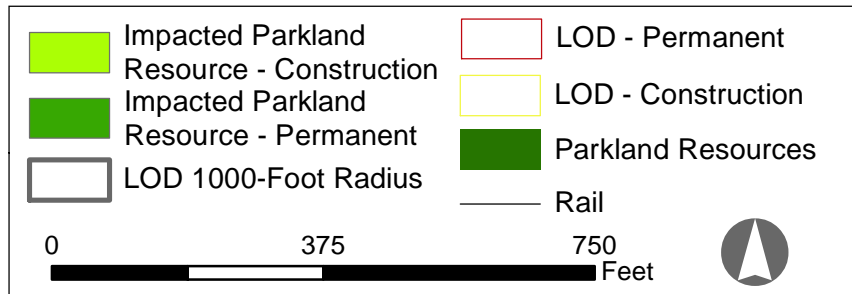 Impacted Parkland
Resource - Construction
Impacted Parkland
Resource - Permanent
LOD 1000-Foot Radius
LOD - Permanent
LOD - Construction
Parkland Resources
Rail
0 375 750
Feet